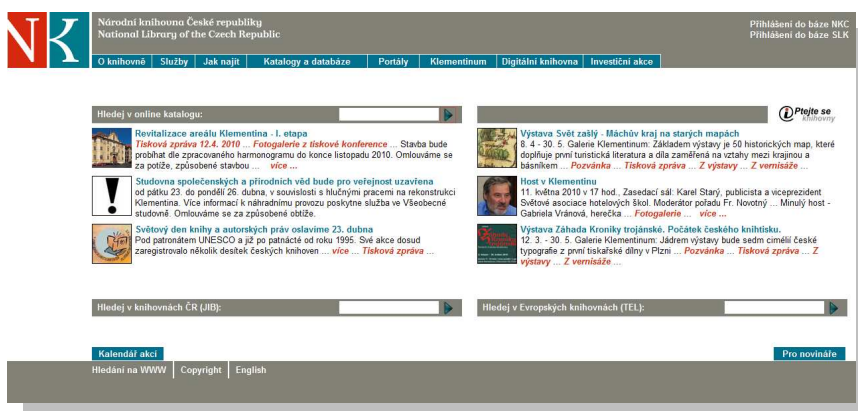 NK
Národní knihovna České republiky
National Library of the Czech Republic
Přihlášení do báze NKC
Přihlášení do báze SLK
O knihovně Služby Jak najít Katalogy a databáze Portály Klementinum Digitální knihovna Investiční akce
Hledej v online katalogu:
Revitalizace areálu Klementina - I. etapa
Tisková zpráva 12.4. 2010 ... Fotogalerie z tiskové konference ... Stavba bude
probíhat dle zpracovaného harmonogramu do konce listopadu 2010. Omlouváme se
za potíže, způsobené stavbou ... více ...
Studovna společenských a přírodních věd bude pro veřejnost uzavřena
od pátku 23. do pondělí 26. dubna, v souvislosti s hlučnými pracemi na rekonstrukci
Klementina. Více informací k náhradnímu provozu poskytne služba ve Všeobecné
studovně. Omlouváme se za způsobené obtíže.
Světový den knihy a autorských práv oslavíme 23. dubna
Pod patronátem UNESCO a již po patnácté od roku 1995. Své akce dosud
zaregistrovalo několik desítek českých knihoven ... více ... Tisková zpráva ...
Ptejte se
knihovny
Výstava Svět zašlý - Máchův kraj na starých mapách
8. 4 - 30. 5. Galerie Klementinum: Základem výstavy je 50 historických map, které
doplňuje první turistická literatura a díla zaměřená na vztahy mezi krajinou a
básníkem ... Pozvánka ... Tisková zpráva ... Z výstavy ... Z vernisáže ...
Host v Klementinu
11. května 2010 v 17 hod., Zasedací sál: Karel Starý, publicista a viceprezident
Světové asociace hotelových škol. Moderátor pořadu Fr. Novotný ... Minulý host -
Gabriela Vránová, herečka ... Fotogalerie ... více ...
Výstava Záhada Kroniky trojánské. Počátek českého knihtisku.
12. 3. - 30. 5. Galerie Klementinum: Jádrem výstavy bude sedm cimélií české
typografie z první tiskařské dílny v Plzni ... Pozvánka ... Tisková zpráva ... Z
výstavy ... Z vernisáže ...
Hledej v knihovnách ČR (JIB):
Hledej v Evropských knihovnách (TEL):
Kalendář akcí
Pro novináře
Hledání na WWW Copyright English